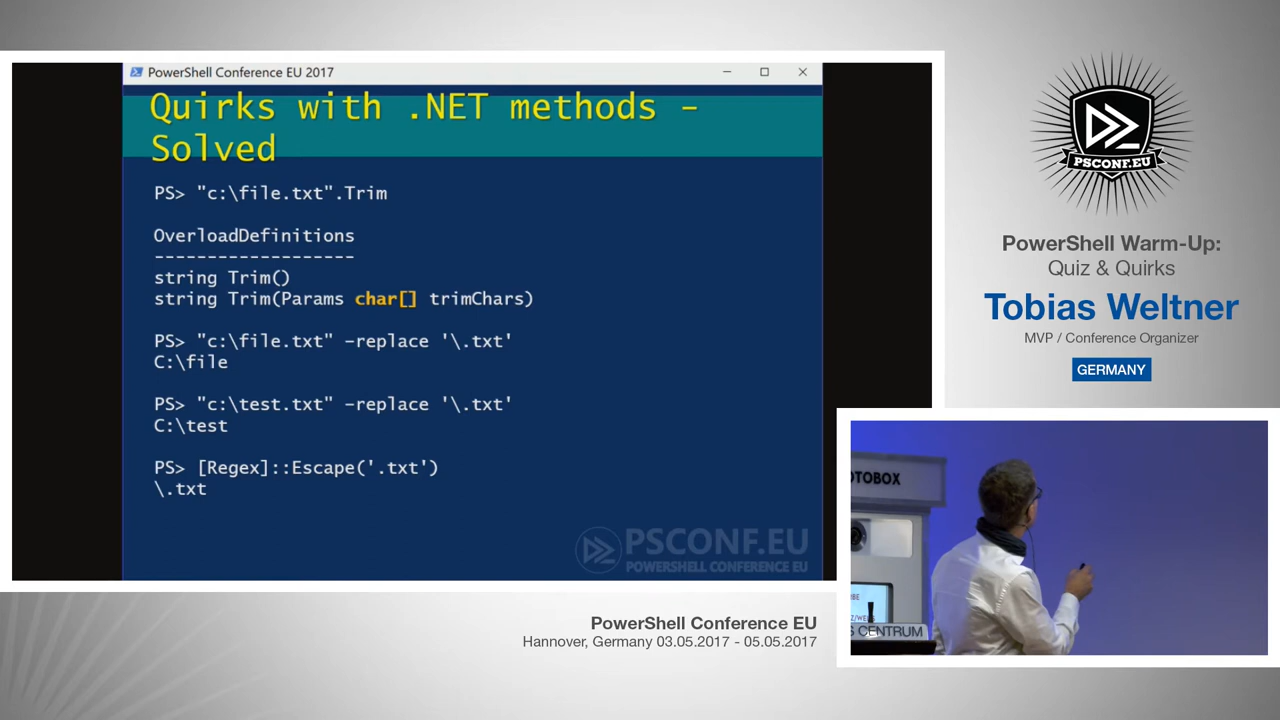 PowerShell Conference EU 2017
Quirks with .NET methods –
Solved
PS> "c:\file.txt".Trim
OverloadDefinitions
-------------------
string Trim()
string Trim(Params char[] trimChars)
PS> "c:\file.txt" –replace '\.txt'
C:\file
PS> "c:\test.txt" –replace '\.txt'
C:\test
PS> [Regex]::Escape('.txt')
\.txt
PSCONF.EU
POWERSHELL CONFERENCE EU
PSCONF.EU
PowerShell Warm-Up:
Quiz & Quirks
Tobias Weltner
MVP / Conference Organizer
GERMANY
OTOBOX
S CENTRUM
PowerShell Conference EU
Hannover, Germany 03.05.2017 - 05.05.2017